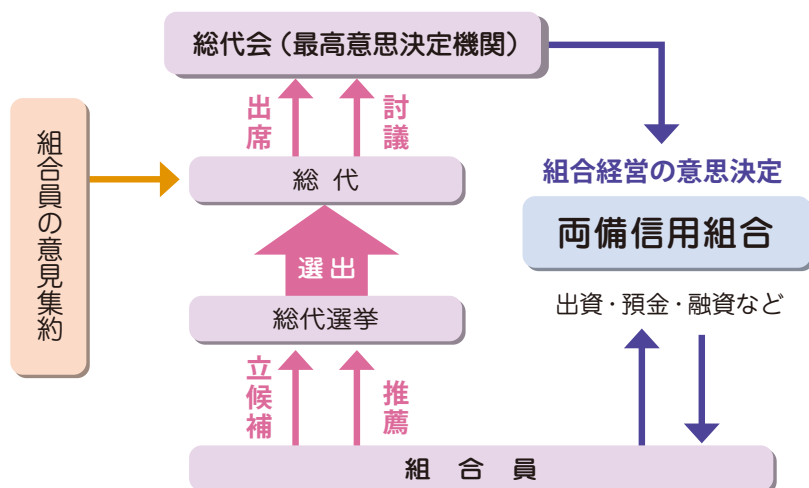 総代会（最高意思決定機関）
出席
討議
組合員の意見集約
総代
組合経営の意思決定
両備信用組合
選出
出資・預金・融資など
総代選挙
立候補
推薦
組合員